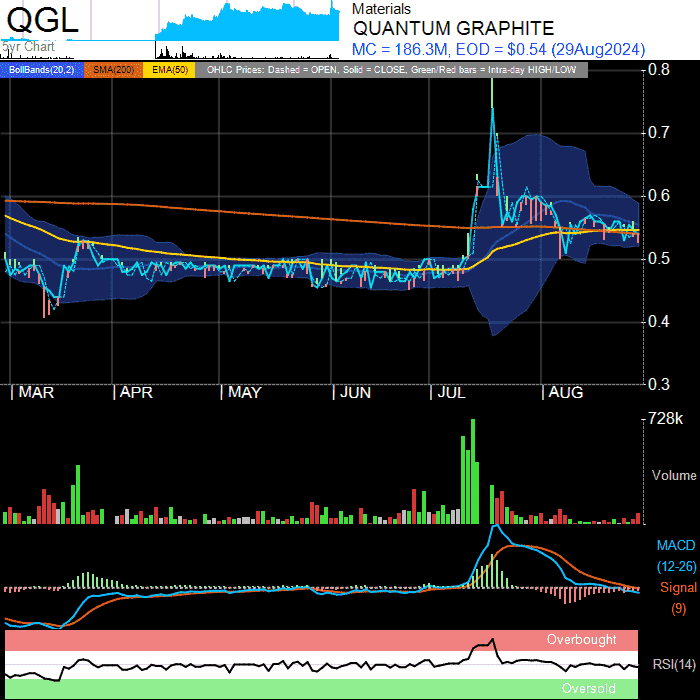 QGL
5yr Chart
Materials
QUANTUM GRAPHITE
MC = 186.3M, EOD = $0.54 (29Aug2024)
BollBands(20,2) SMA(200) EMA(50) OHLC Prices: Dashed = OPEN, Solid = CLOSE, Green/Red bars = Intra-day HIGH/LOW
0.8
0.7
0.6
0.5
0.4
0.3
MAR APR MAY JUN JUL AUG
728k
Volume
MACD
(12-26)
Signal
(9)
Overbought
RSI(14)
Oversold